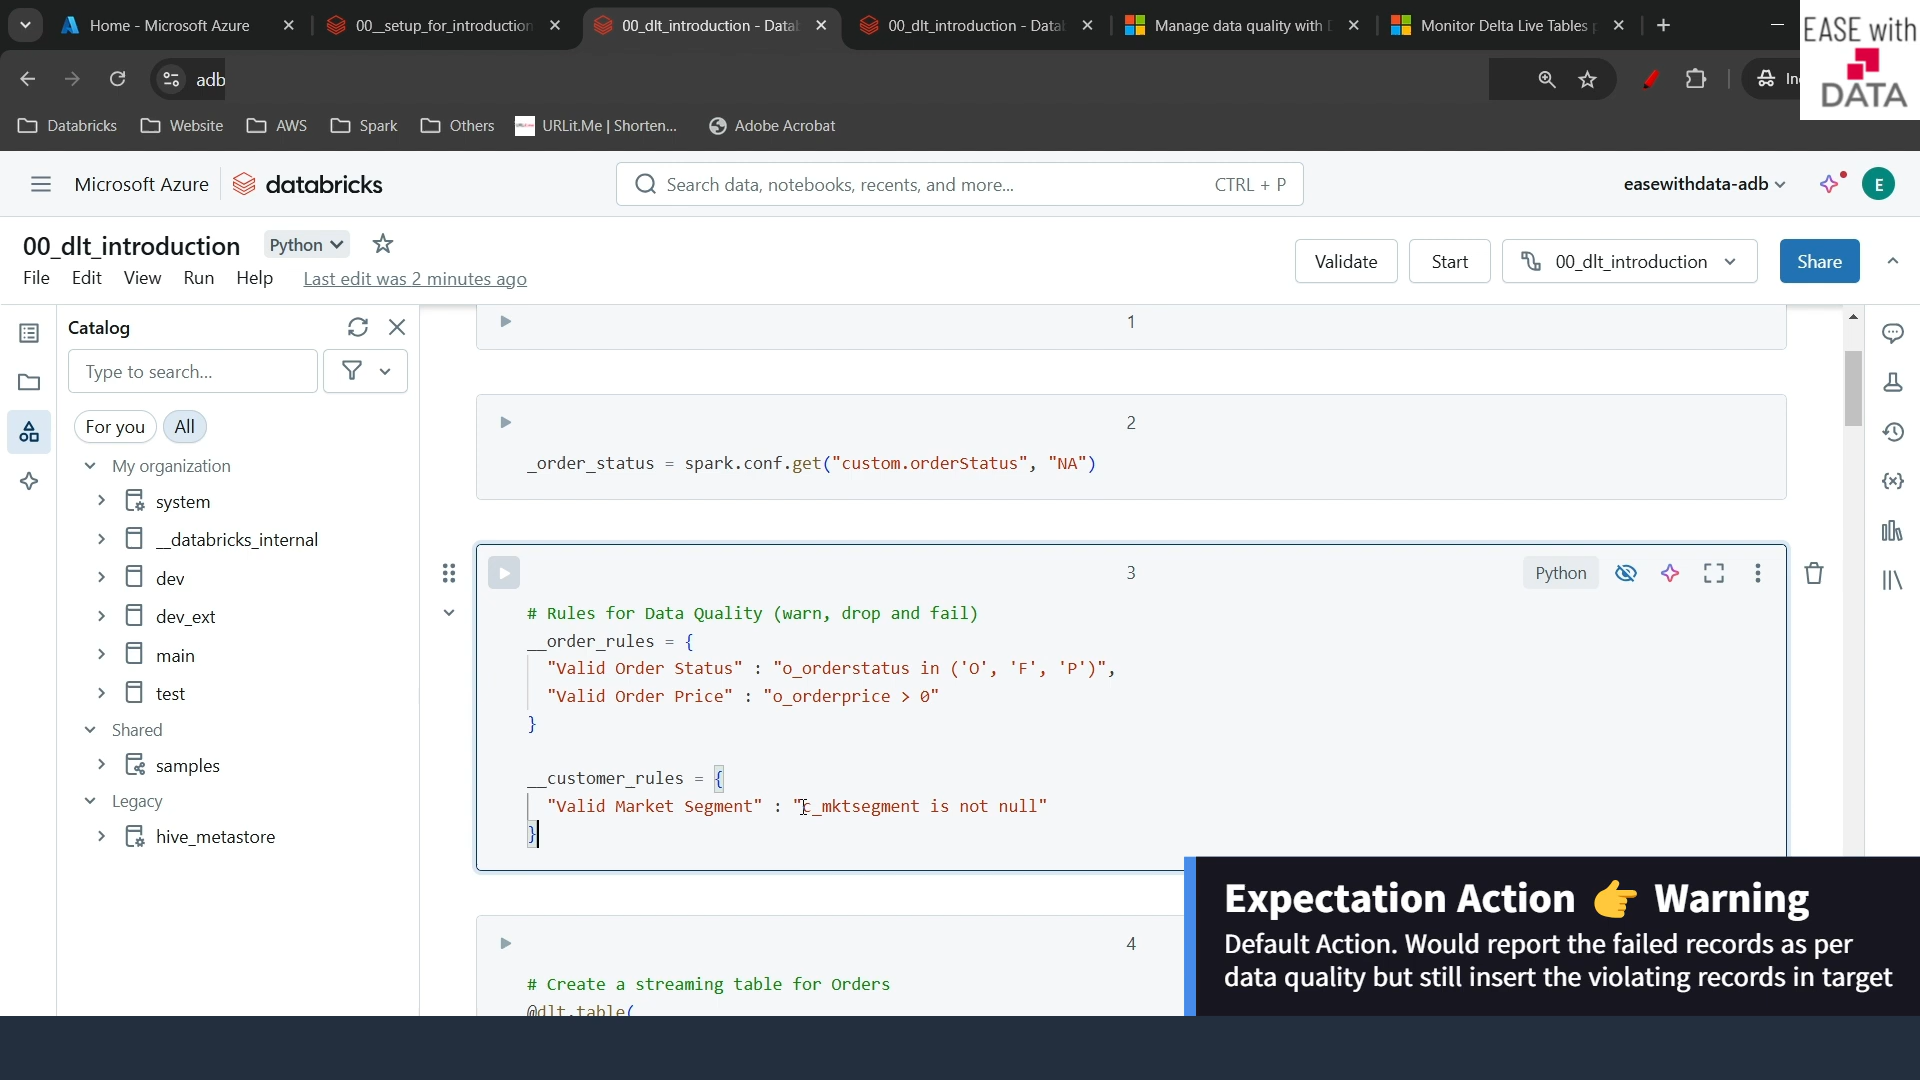 Home - Microsoft Azure
00__setup_for_introduction
00_dlt_introduction - Datab
00_dlt_introduction - Datab
Manage data quality with D
Monitor Delta Live Tables p
EASE with
DATA
adb
Databricks
Website
AWS
Spark
Others
URLit.Me | Shorten...
Adobe Acrobat
Microsoft Azure
databricks
Search data, notebooks, recents, and more...
CTRL + P
easewithdata-adb
E
00_dlt_introduction
Python
File
Edit
View
Run
Help
Last edit was 2 minutes ago
Validate
Start
00_dlt_introduction
Share
Catalog
Type to search...
For you
All
My organization
system
__databricks_internal
dev
dev_ext
main
test
Shared
samples
Legacy
hive_metastore
1
2
_order_status = spark.conf.get("custom.orderStatus", "NA")
3
Python
# Rules for Data Quality (warn, drop and fail)
__order_rules = {
"Valid Order Status" : "o_orderstatus in ('O', 'F', 'P')",
"Valid Order Price" : "o_orderprice > 0"
}
__customer_rules = {
"Valid Market Segment" : "c_mktsegment is not null"
}
4
# Create a streaming table for Orders
@dlt.table(
Expectation Action 👉 Warning
Default Action. Would report the failed records as per
data quality but still insert the violating records in target